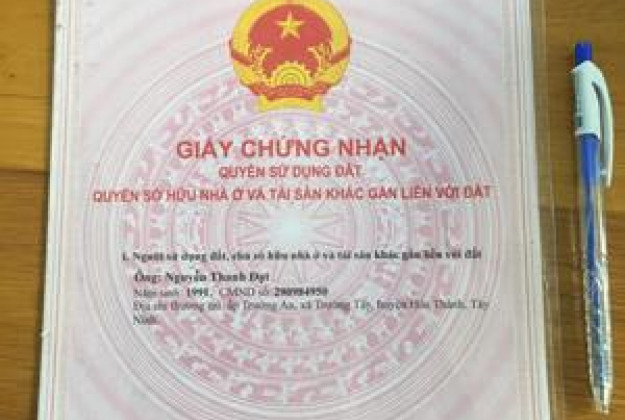 GIẤY CHỨNG NHẬN
QUYỀN SỬ DỤNG ĐẤT
QUYỀN SỞ HỮU NHÀ Ở VÀ TÀI SẢN KHÁC GẮN LIỀN VỚI ĐẤT
I. Người sử dụng đất, chủ sở hữu nhà ở và tài sản khác gắn liền với đất
Ông: Nguyễn Thanh Đạt
Năm sinh: 1991, CMND số: 290984950
Địa chỉ thường trú: ấp Trường An, xã Trường Tây, huyện Hòa Thành, Tây
Ninh.